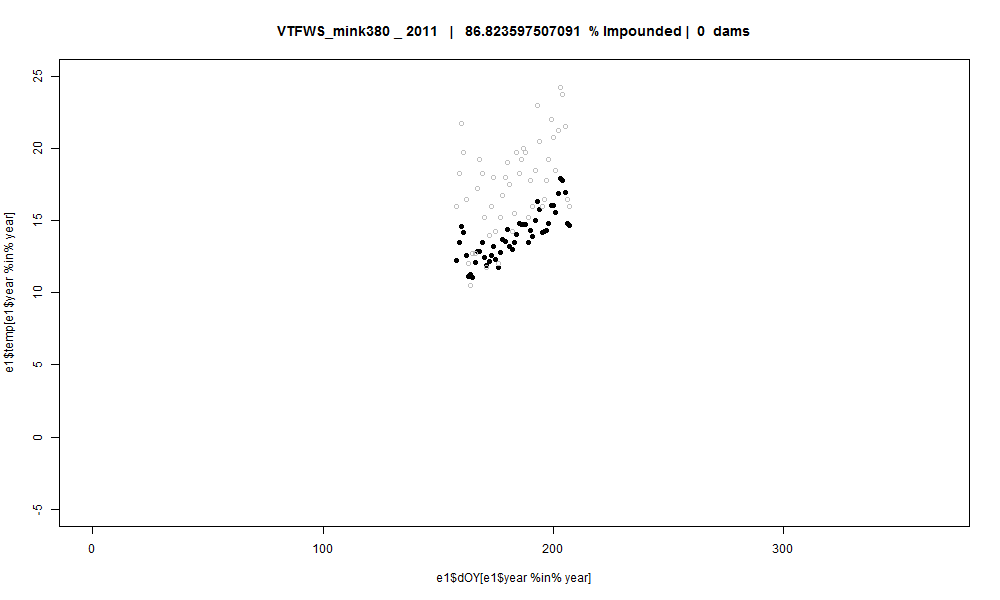 VTFWS_mink380 _ 2011 | 86.823597507091 % Impounded | 0 dams
25
20
15
10
5
0
-5
e1$temp[e1$year %in% year]
0 100 200 300
e1$dOY[e1$year %in% year]